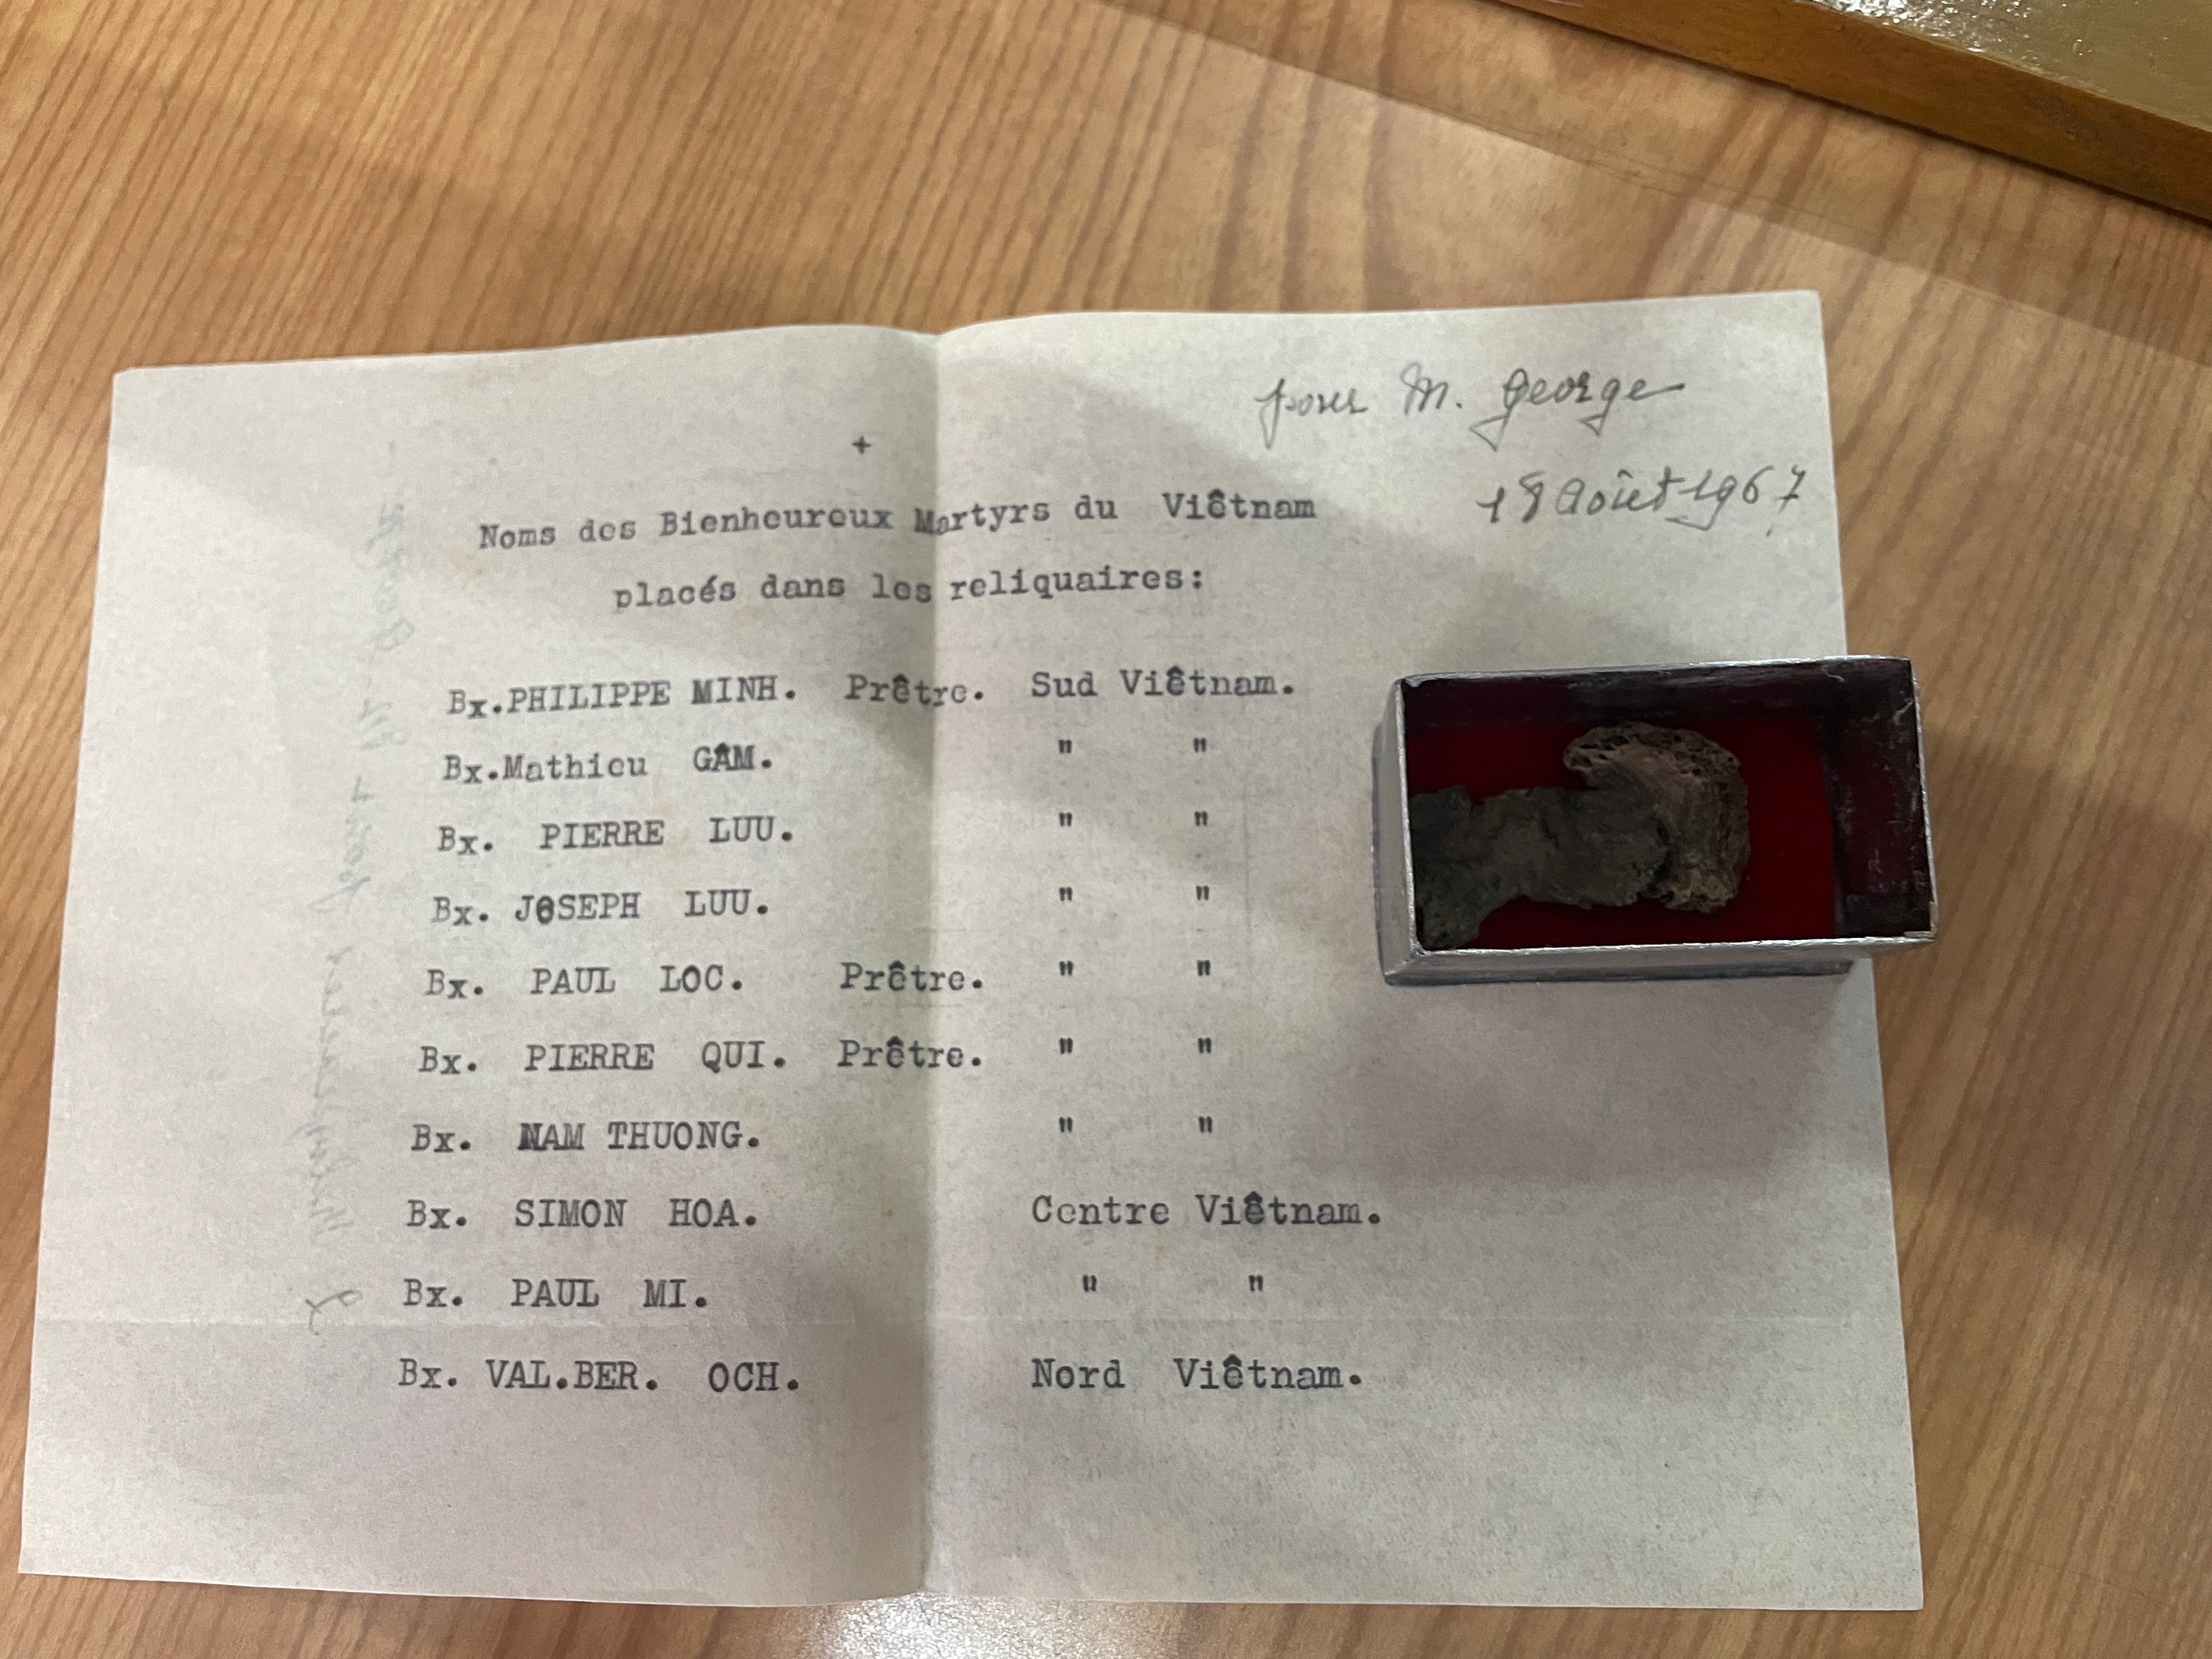 pour M. George
18 Août 1967
+
Noms des Bienheureux Martyrs du Viêtnam
placés dans les reliquaires:
Bx.PHILIPPE MINH. Prêtre. Sud Viêtnam.
Bx.Mathieu GÂM. " "
Bx. PIERRE LUU. " "
Bx. JOSEPH LUU. " "
Bx. PAUL LOC. Prêtre. " "
Bx. PIERRE QUI. Prêtre. " "
Bx. NAM THUONG. " "
Bx. SIMON HOA. Centre Viêtnam.
Bx. PAUL MI. " "
Bx. VAL.BER. OCH. Nord Viêtnam.